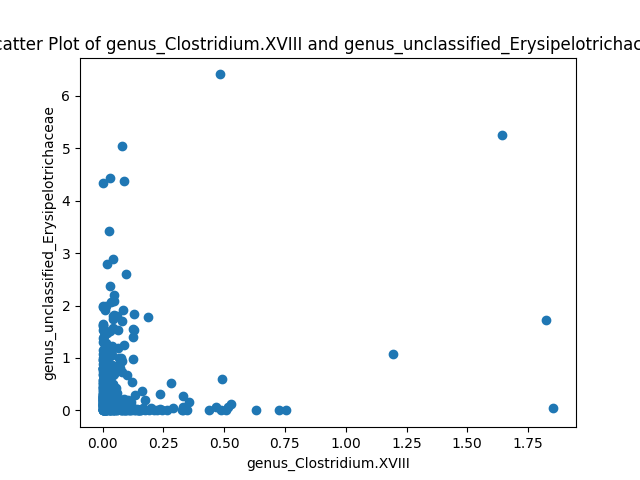 catter Plot of genus_Clostridium.XVIII and genus_unclassified_Erysipelotrichac
genus_unclassified_Erysipelotrichaceae
6
5
4
3
2
1
0
0.00 0.25 0.50 0.75 1.00 1.25 1.50 1.75
genus_Clostridium.XVIII